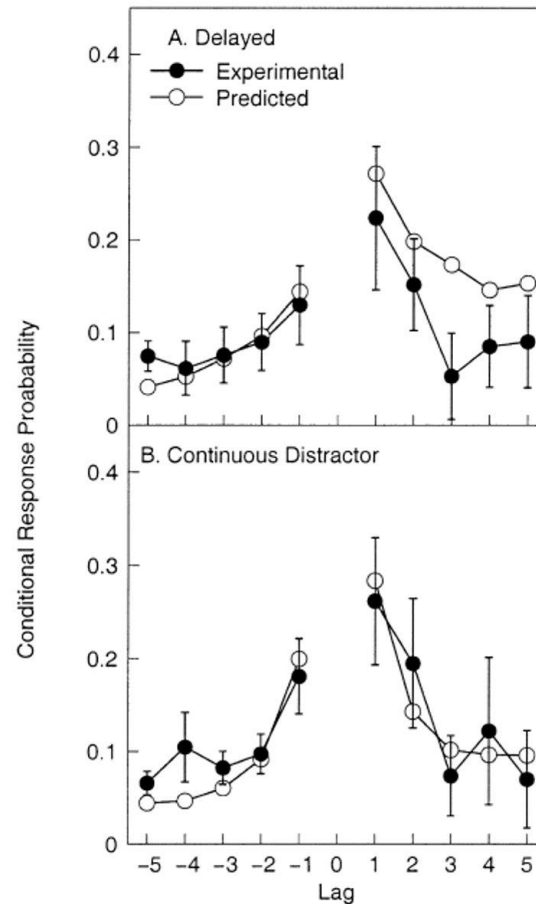 A. Delayed
Experimental
Predicted
0.4
0.3
0.2
0.1
0
B. Continuous Distractor
0.4
0.3
0.2
0.1
0
-5 -4 -3 -2 -1 0 1 2 3 4 5
Lag
Conditional Response Proabability